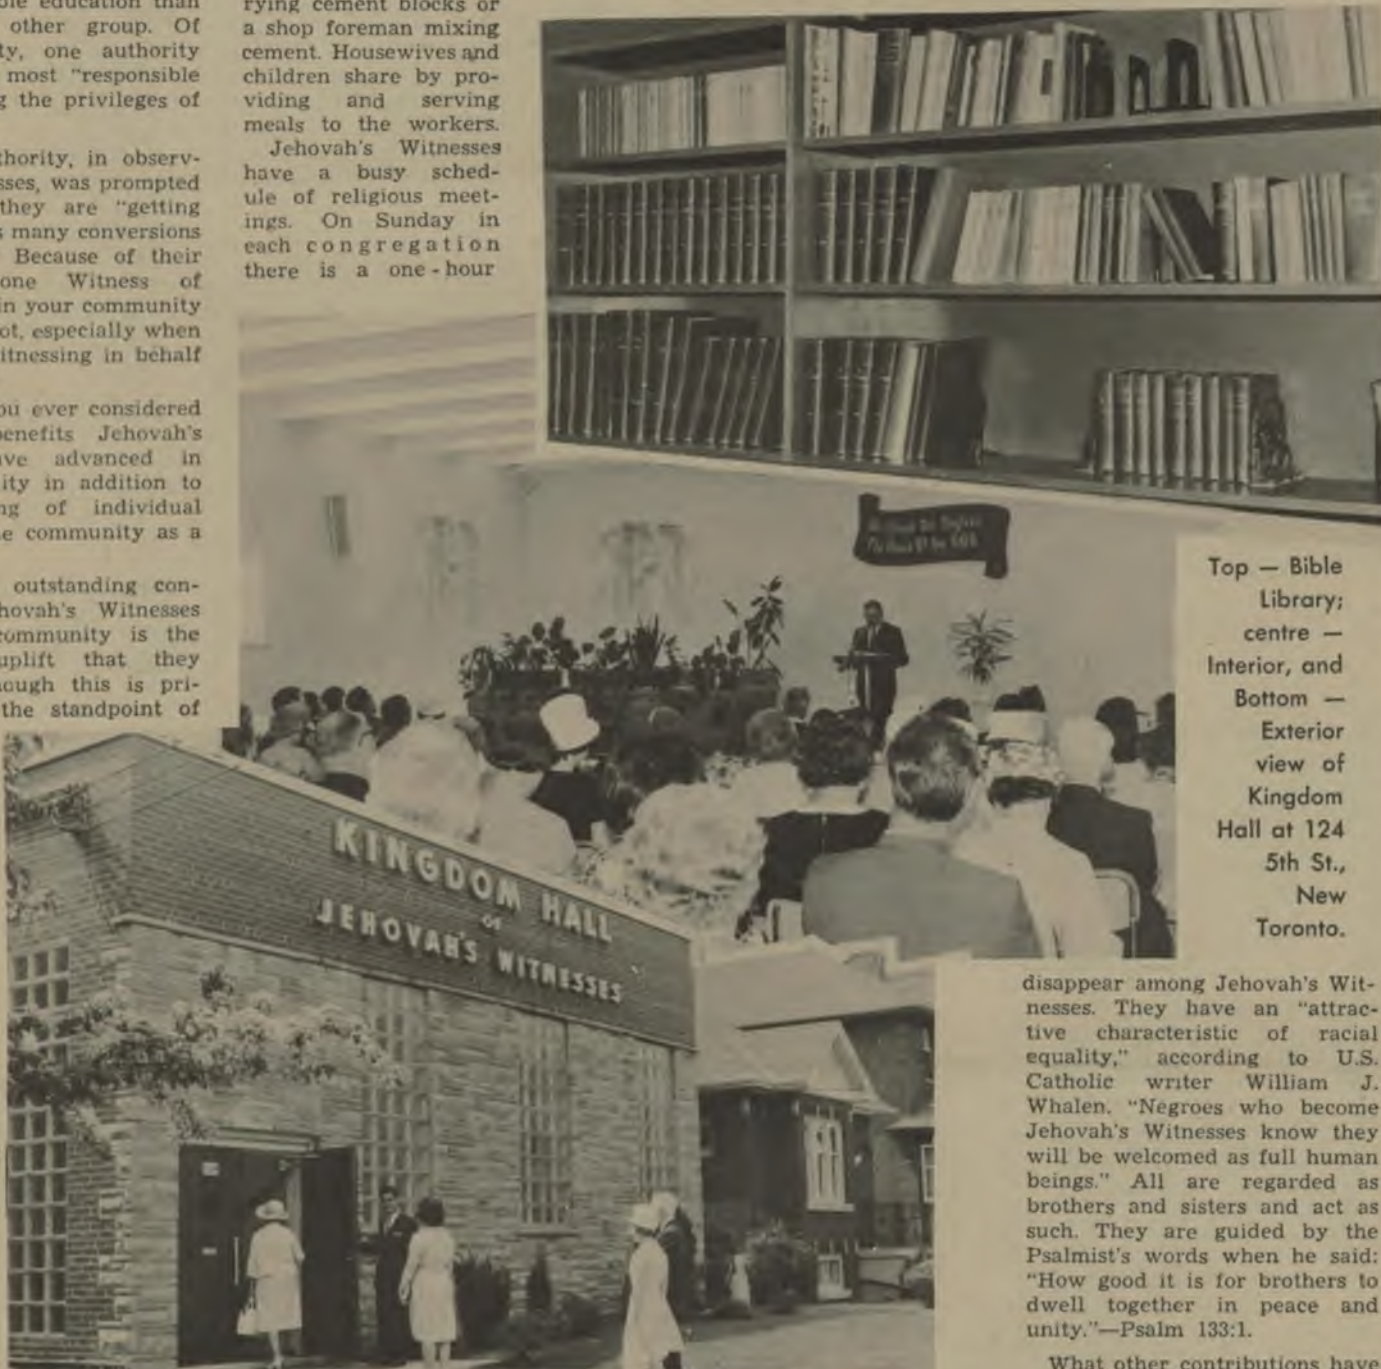 ble education than
other group. Of
ty, one authority
most "responsible
g the privileges of
thority, in observ-
sses, was prompted
they are "getting
s many conversions
Because of their
one Witness of
in your community
ot, especially when
itnessing in behalf
ou ever considered
benefits Jehovah's
ve advanced in
ity in addition to
ng of individual
e community as a
outstanding con-
hovah's Witnesses
community is the
uplift that they
ough this is pri-
the standpoint of
rying cement blocks or
a shop foreman mixing
cement. Housewives and
children share by pro-
viding and serving
meals to the workers.
Jehovah's Witnesses
have a busy sched-
ule of religious meet-
ings. On Sunday in
each congregation
there is a one-hour
Top — Bible
Library;
centre —
Interior, and
Bottom —
Exterior
view of
Kingdom
Hall at 124
5th St.,
New
Toronto.
KINGDOM HALL
OF
JEHOVAH'S WITNESSES
disappear among Jehovah's Wit-
nesses. They have an "attrac-
tive characteristic of racial
equality," according to U.S.
Catholic writer William J.
Whalen. "Negroes who become
Jehovah's Witnesses know they
will be welcomed as full human
beings." All are regarded as
brothers and sisters and act as
such. They are guided by the
Psalmist's words when he said:
"How good it is for brothers to
dwell together in peace and
unity."—Psalm 133:1.
What other contributions have